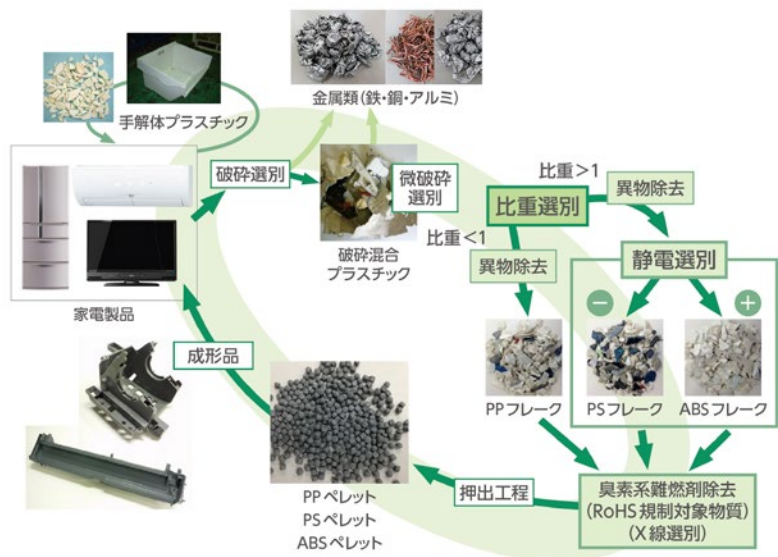 金属類(鉄・銅・アルミ)
手解体プラスチック
破砕選別
微破砕
選別
比重>1
異物除去
比重選別
破砕混合
プラスチック
比重<1
異物除去
静電選別
−
+
家電製品
成形品
PPフレーク
PSフレーク
ABSフレーク
PPペレット
PSペレット
ABSペレット
押出工程
臭素系難燃剤除去
(RoHS規制対象物質)
(X線選別)